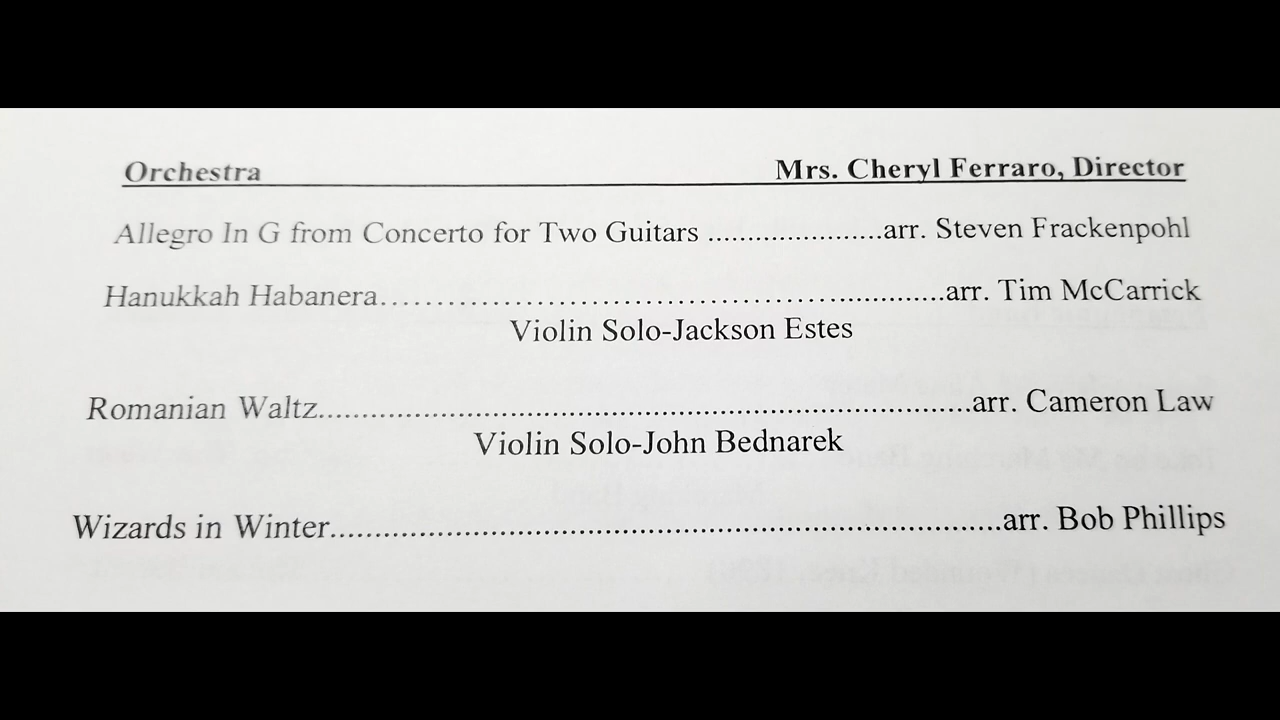 Orchestra Mrs. Cheryl Ferraro, Director
Allegro In G from Concerto for Two Guitars .....................arr. Steven Frackenpohl
Hanukkah Habanera..................................................arr. Tim McCarrick
Violin Solo-Jackson Estes
Romanian Waltz..........................................................................arr. Cameron Law
Violin Solo-John Bednarek
Wizards in Winter...........................................................................arr. Bob Phillips